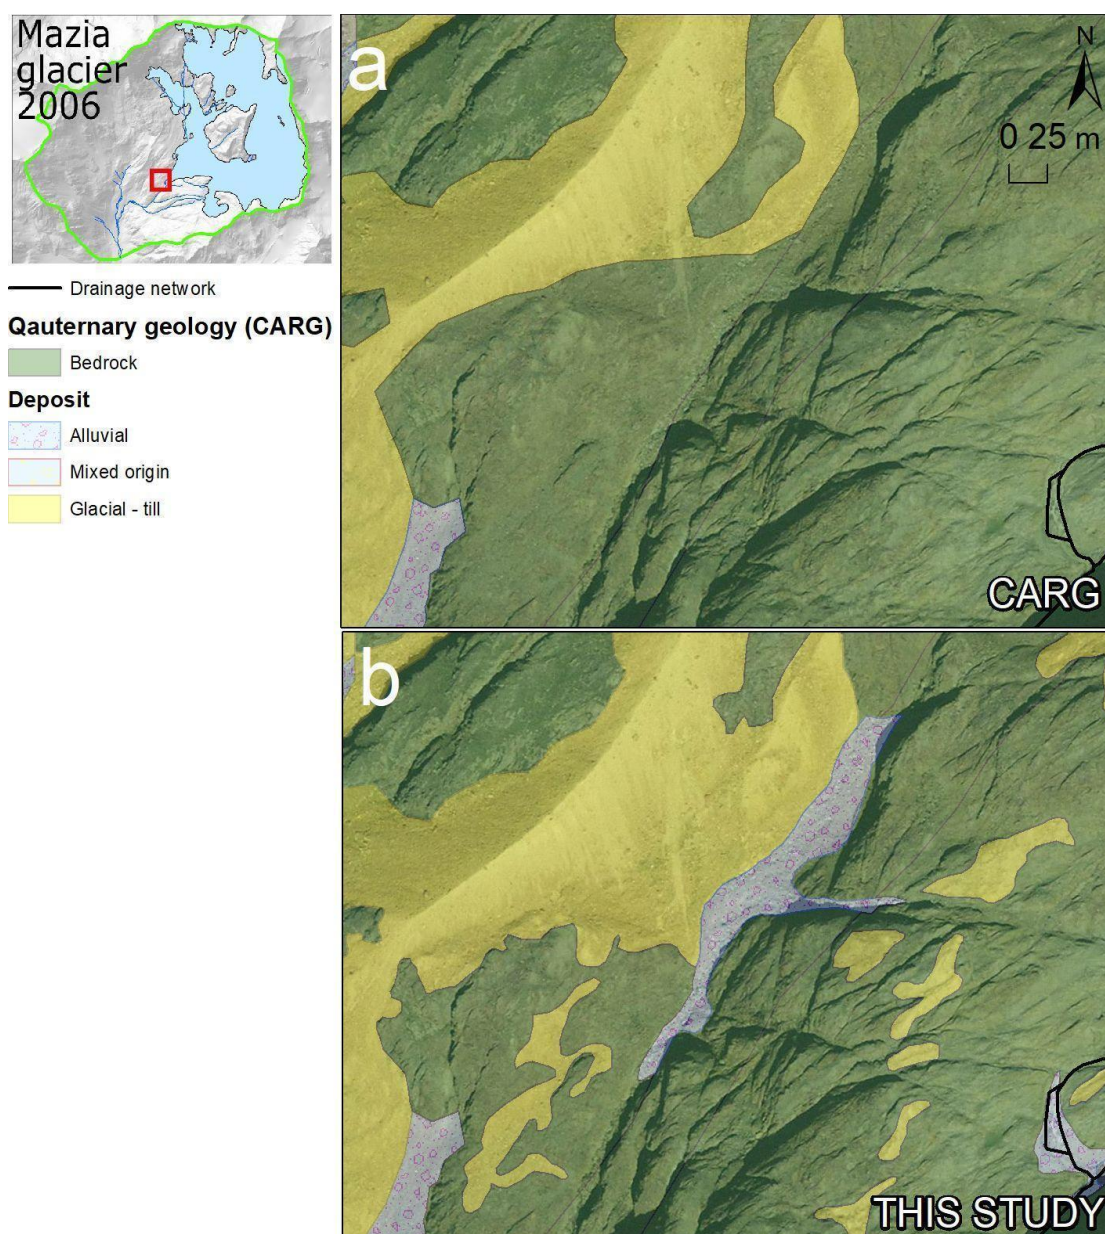 Mazia
glacier
2006
Drainage network
Qauternary geology (CARG)
Bedrock
Deposit
Alluvial
Mixed origin
Glacial - till
a
N
0 25 m
CARG
b
THIS STUDY